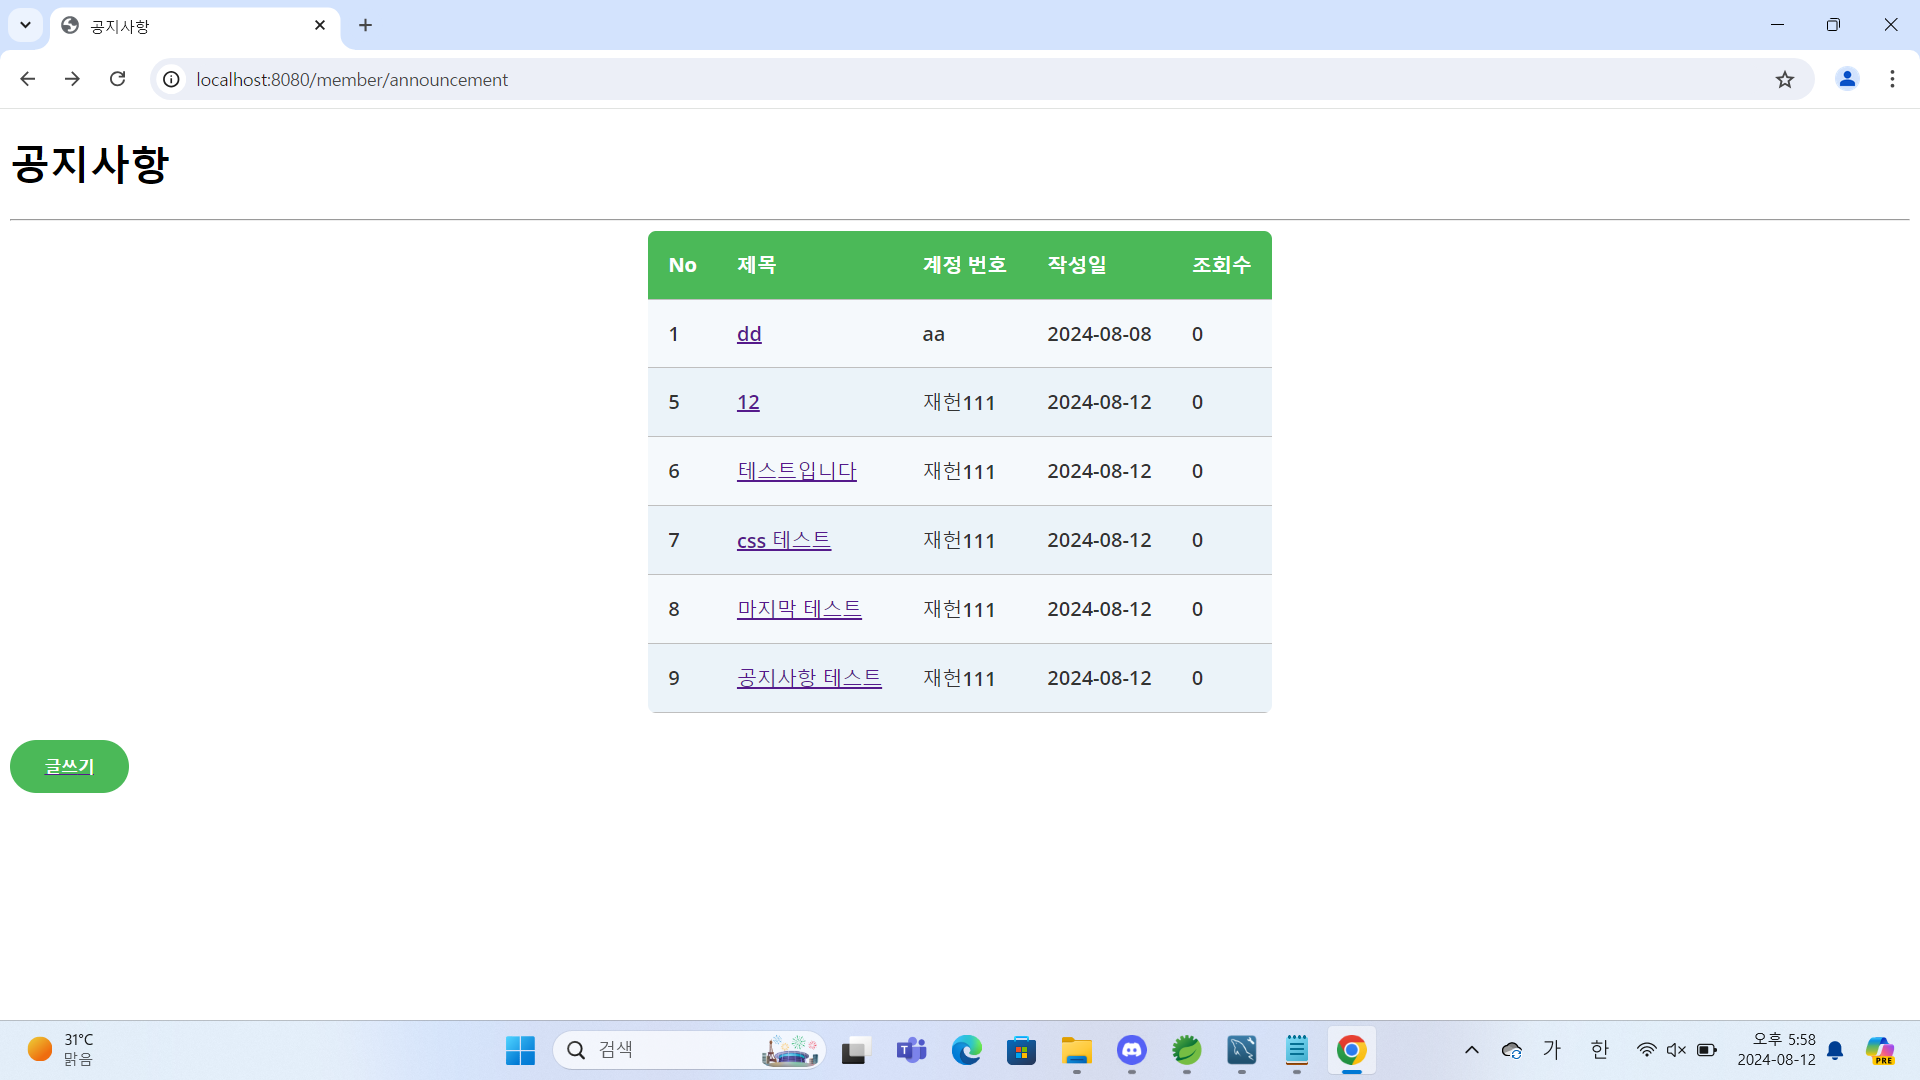 공지사항
localhost:8080/member/announcement
공지사항
No 제목 계정 번호 작성일 조회수
1 dd aa 2024-08-08 0
5 12 재헌111 2024-08-12 0
6 테스트입니다 재헌111 2024-08-12 0
7 css 테스트 재헌111 2024-08-12 0
8 마지막 테스트 재헌111 2024-08-12 0
9 공지사항 테스트 재헌111 2024-08-12 0
글쓰기
31°C
맑음
검색
가 한
오후 5:58
2024-08-12
PRE